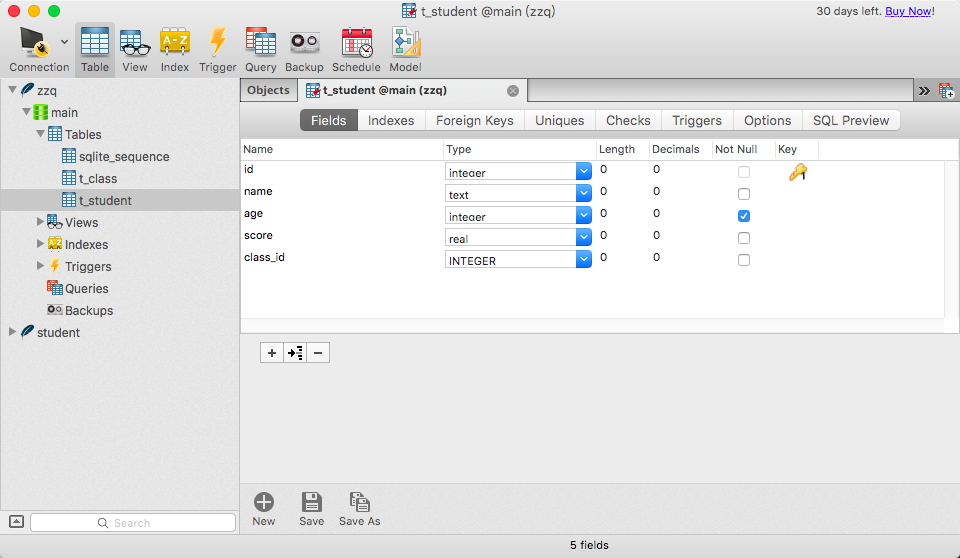 t_student @main (zzq)
30 days left. Buy Now!
Connection Table View Index Trigger Query Backup Schedule Model
zzq
main
Tables
sqlite_sequence
t_class
t_student
Views
Indexes
Triggers
Queries
Backups
student
Search
Objects t_student @main (zzq)
Fields Indexes Foreign Keys Uniques Checks Triggers Options SQL Preview
Name Type Length Decimals Not Null Key
id integer 0 0 1
name text 0 0
age integer 0 0
score real 0 0
class_id INTEGER 0 0
New Save Save As
5 fields